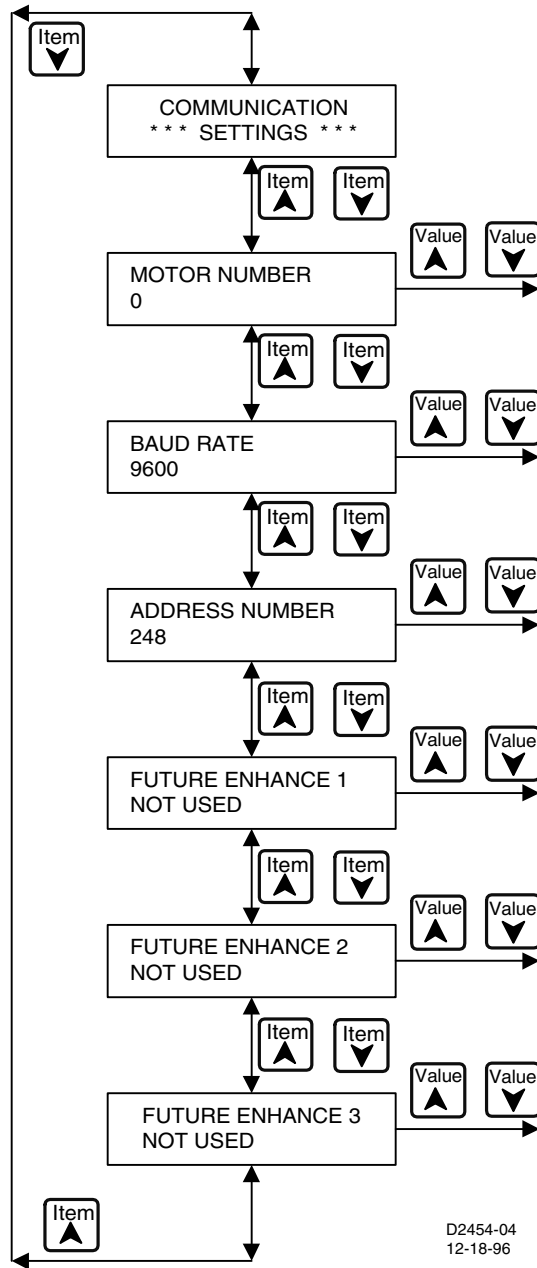 Item
COMMUNICATION
* * * SETTINGS * * *
Item Item
MOTOR NUMBER
0
Value Value
Item Item
BAUD RATE
9600
Value Value
Item Item
ADDRESS NUMBER
248
Value Value
Item Item
FUTURE ENHANCE 1
NOT USED
Value Value
Item Item
FUTURE ENHANCE 2
NOT USED
Value Value
Item Item
FUTURE ENHANCE 3
NOT USED
Value Value
Item
D2454-04
12-18-96